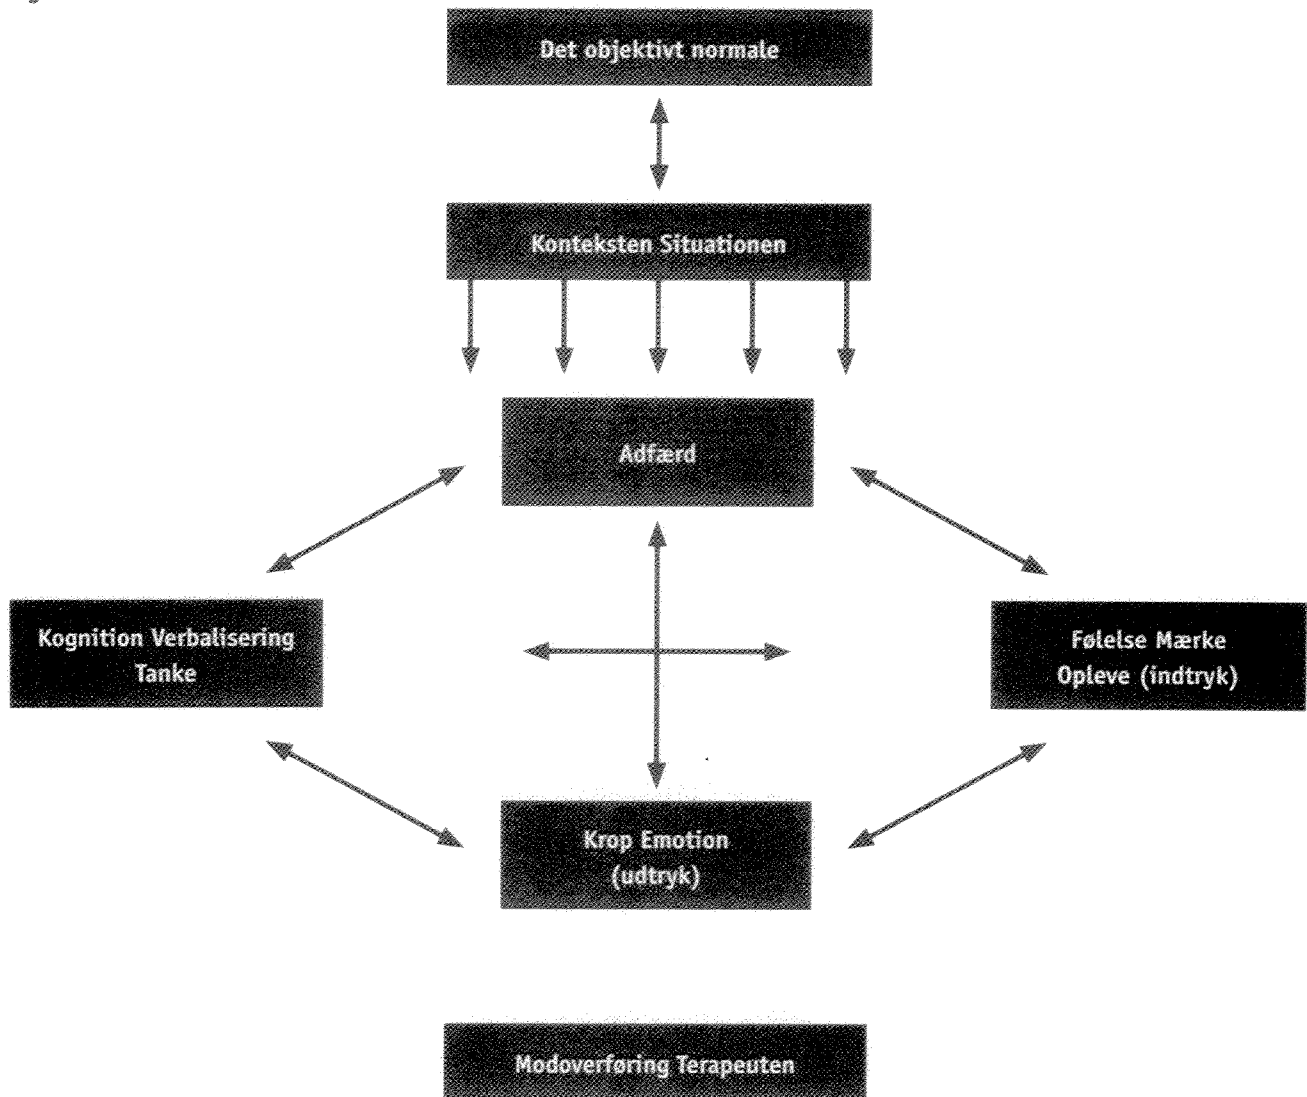 Det objektivt normale
Konteksten Situationen
Adfærd
Kognition Verbalisering
Tanke
Følelse Mærke
Opleve (indtryk)
Krop Emotion
(udtryk)
Modoverføring Terapeuten